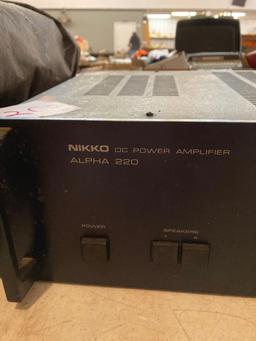 NIKKO DC POWER AMPLIFIER
ALPHA 220
POWER
SPEAKERS
A B